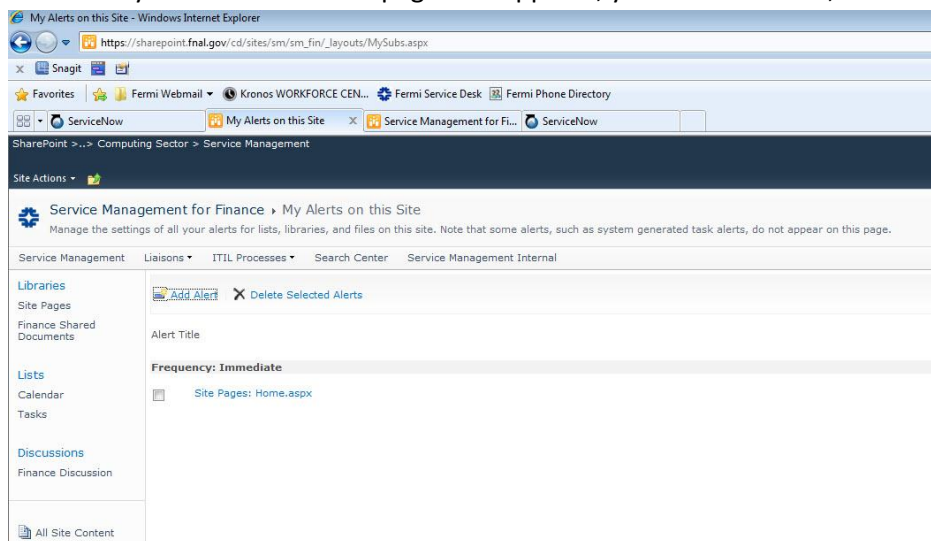 My Alerts on this Site - Windows Internet Explorer
https://sharepoint.fnal.gov/cd/sites/sm/sm_fin/_layouts/MySubs.aspx
x Snagit
Favorites Fermi Webmail Kronos WORKFORCE CEN... Fermi Service Desk Fermi Phone Directory
ServiceNow My Alerts on this Site X Service Management for Fi... ServiceNow
SharePoint >..> Computing Sector > Service Management
Site Actions
Service Management for Finance › My Alerts on this Site
Manage the settings of all your alerts for lists, libraries, and files on this site. Note that some alerts, such as system generated task alerts, do not appear on this page.
Service Management Liaisons ITIL Processes Search Center Service Management Internal
Libraries
Site Pages
Finance Shared
Documents
Lists
Calendar
Tasks
Discussions
Finance Discussion
All Site Content
Add Alert Delete Selected Alerts
Alert Title
Frequency: Immediate
Site Pages: Home.aspx